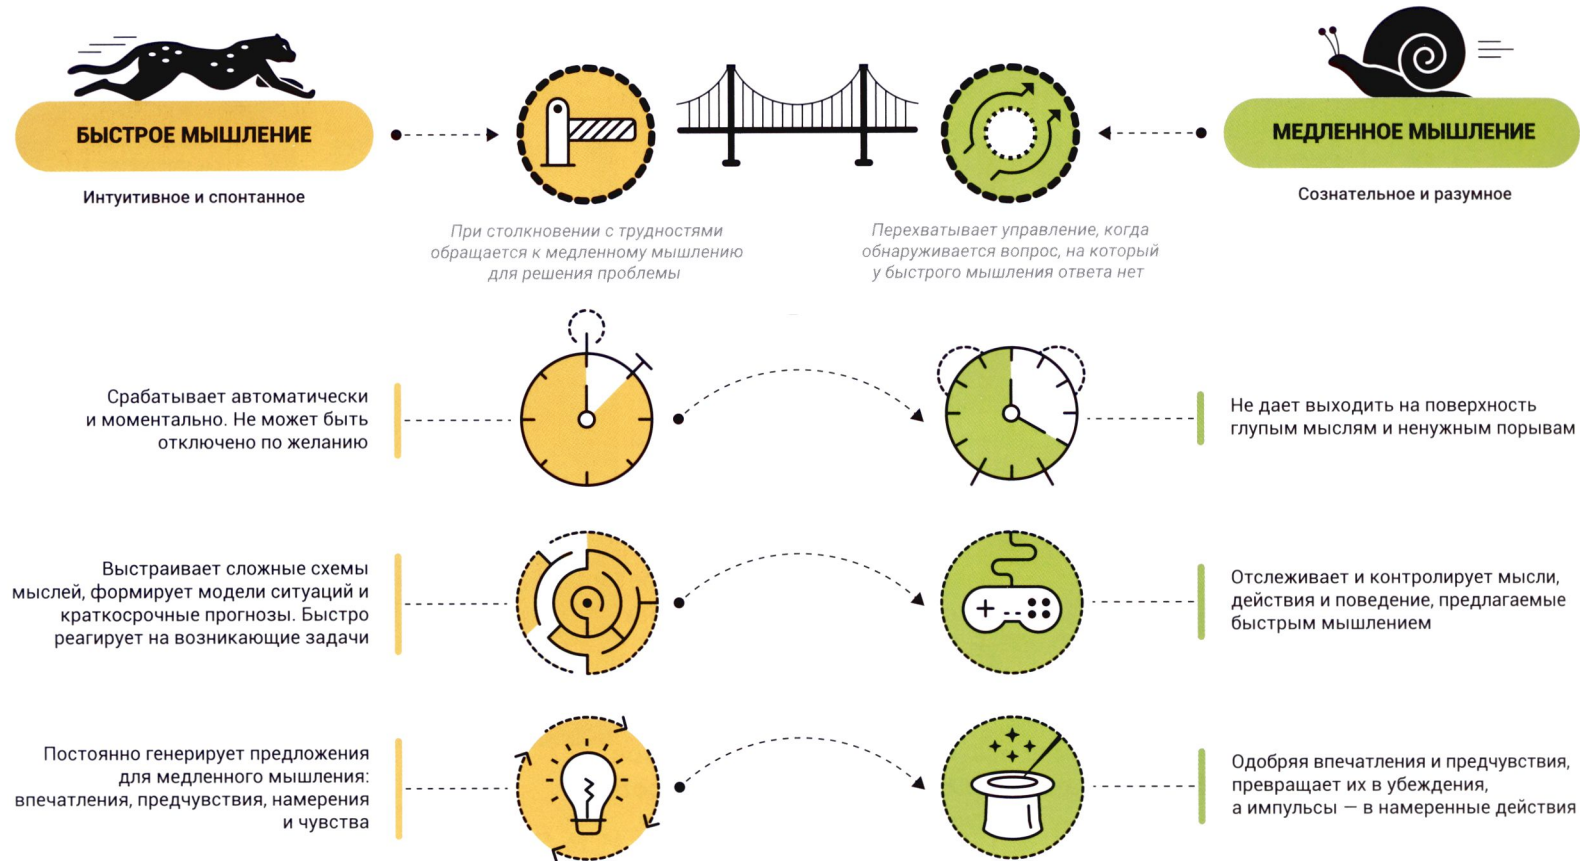 БЫСТРОЕ МЫШЛЕНИЕ
Интуитивное и спонтанное
МЕДЛЕННОЕ МЫШЛЕНИЕ
Сознательное и разумное
При столкновении с трудностями
обращается к медленному мышлению
для решения проблемы
Перехватывает управление, когда
обнаруживается вопрос, на который
у быстрого мышления ответа нет
Срабатывает автоматически
и моментально. Не может быть
отключено по желанию
Не дает выходить на поверхность
глупым мыслям и ненужным порывам
Выстраивает сложные схемы
мыслей, формирует модели ситуаций и
краткосрочные прогнозы. Быстро
реагирует на возникающие задачи
Отслеживает и контролирует мысли,
действия и поведение, предлагаемые
быстрым мышлением
Постоянно генерирует предложения
для медленного мышления:
впечатления, предчувствия, намерения
и чувства
Одобряя впечатления и предчувствия,
превращает их в убеждения,
а импульсы — в намеренные действия